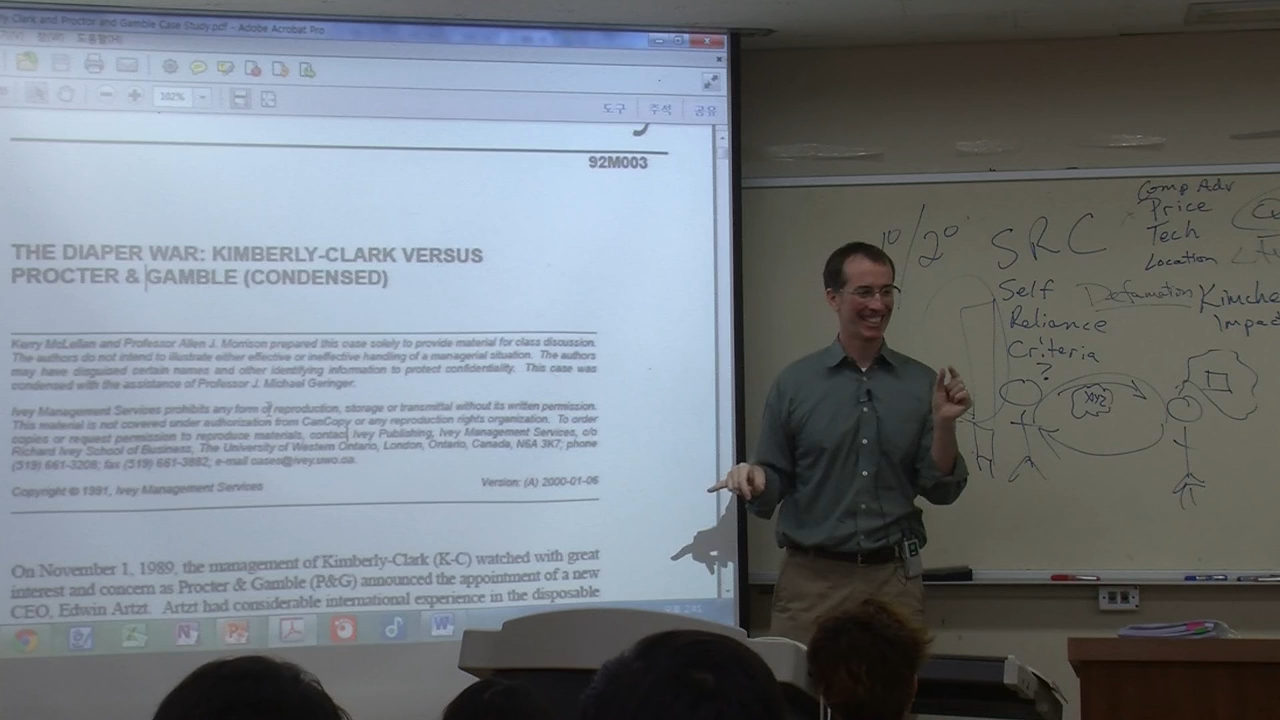 Clark and Proctor and Gamble Case Study.pdf - Adobe Acrobat Pro
도움말(H)
102%
도구 주석 공유
92M003
THE DIAPER WAR: KIMBERLY-CLARK VERSUS
PROCTER & GAMBLE (CONDENSED)
Kerry McLellan and Professor Allen J. Morrison prepared this case solely to provide material for class discussion.
The authors do not intend to illustrate either effective or ineffective handling of a managerial situation. The authors
may have disguised certain names and other identifying information to protect confidentiality. This case was
condensed with the assistance of Professor J. Michael Geringer.
Ivey Management Services prohibits any form of reproduction, storage or transmittal without its written permission.
This material is not covered under authorization from CanCopy or any reproduction rights organization. To order
copies or request permission to reproduce materials, contact Ivey Publishing, Ivey Management Services, c/o
Richard Ivey School of Business, The University of Western Ontario, London, Ontario, Canada, N6A 3K7; phone
(519) 661-3208; fax (519) 661-3882; e-mail cases@ivey.uwo.ca.
Copyright © 1991, Ivey Management Services
Version: (A) 2000-01-06
On November 1, 1989, the management of Kimberly-Clark (K-C) watched with great
interest and concern as Procter & Gamble (P&G) announced the appointment of a new
CEO, Edwin Artzt. Artzt had considerable international experience in the disposable
1°/2°
SRC
Self
Reliance
Criteria
?
Comp Adv
Price
Tech
Location
Defamation
Kimche
Impac
XYZ